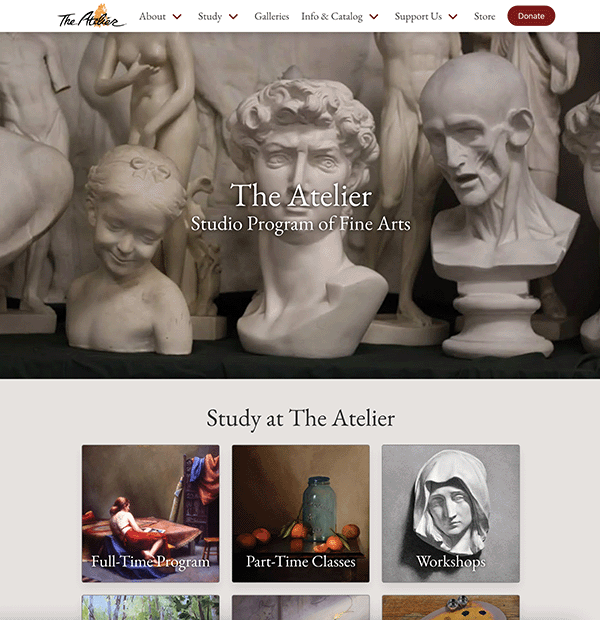 The Atelier
About
Study
Galleries
Info & Catalog
Support Us
Store
Donate
The Atelier
Studio Program of Fine Arts
Study at The Atelier
Full-Time Program
Part-Time Classes
Workshops